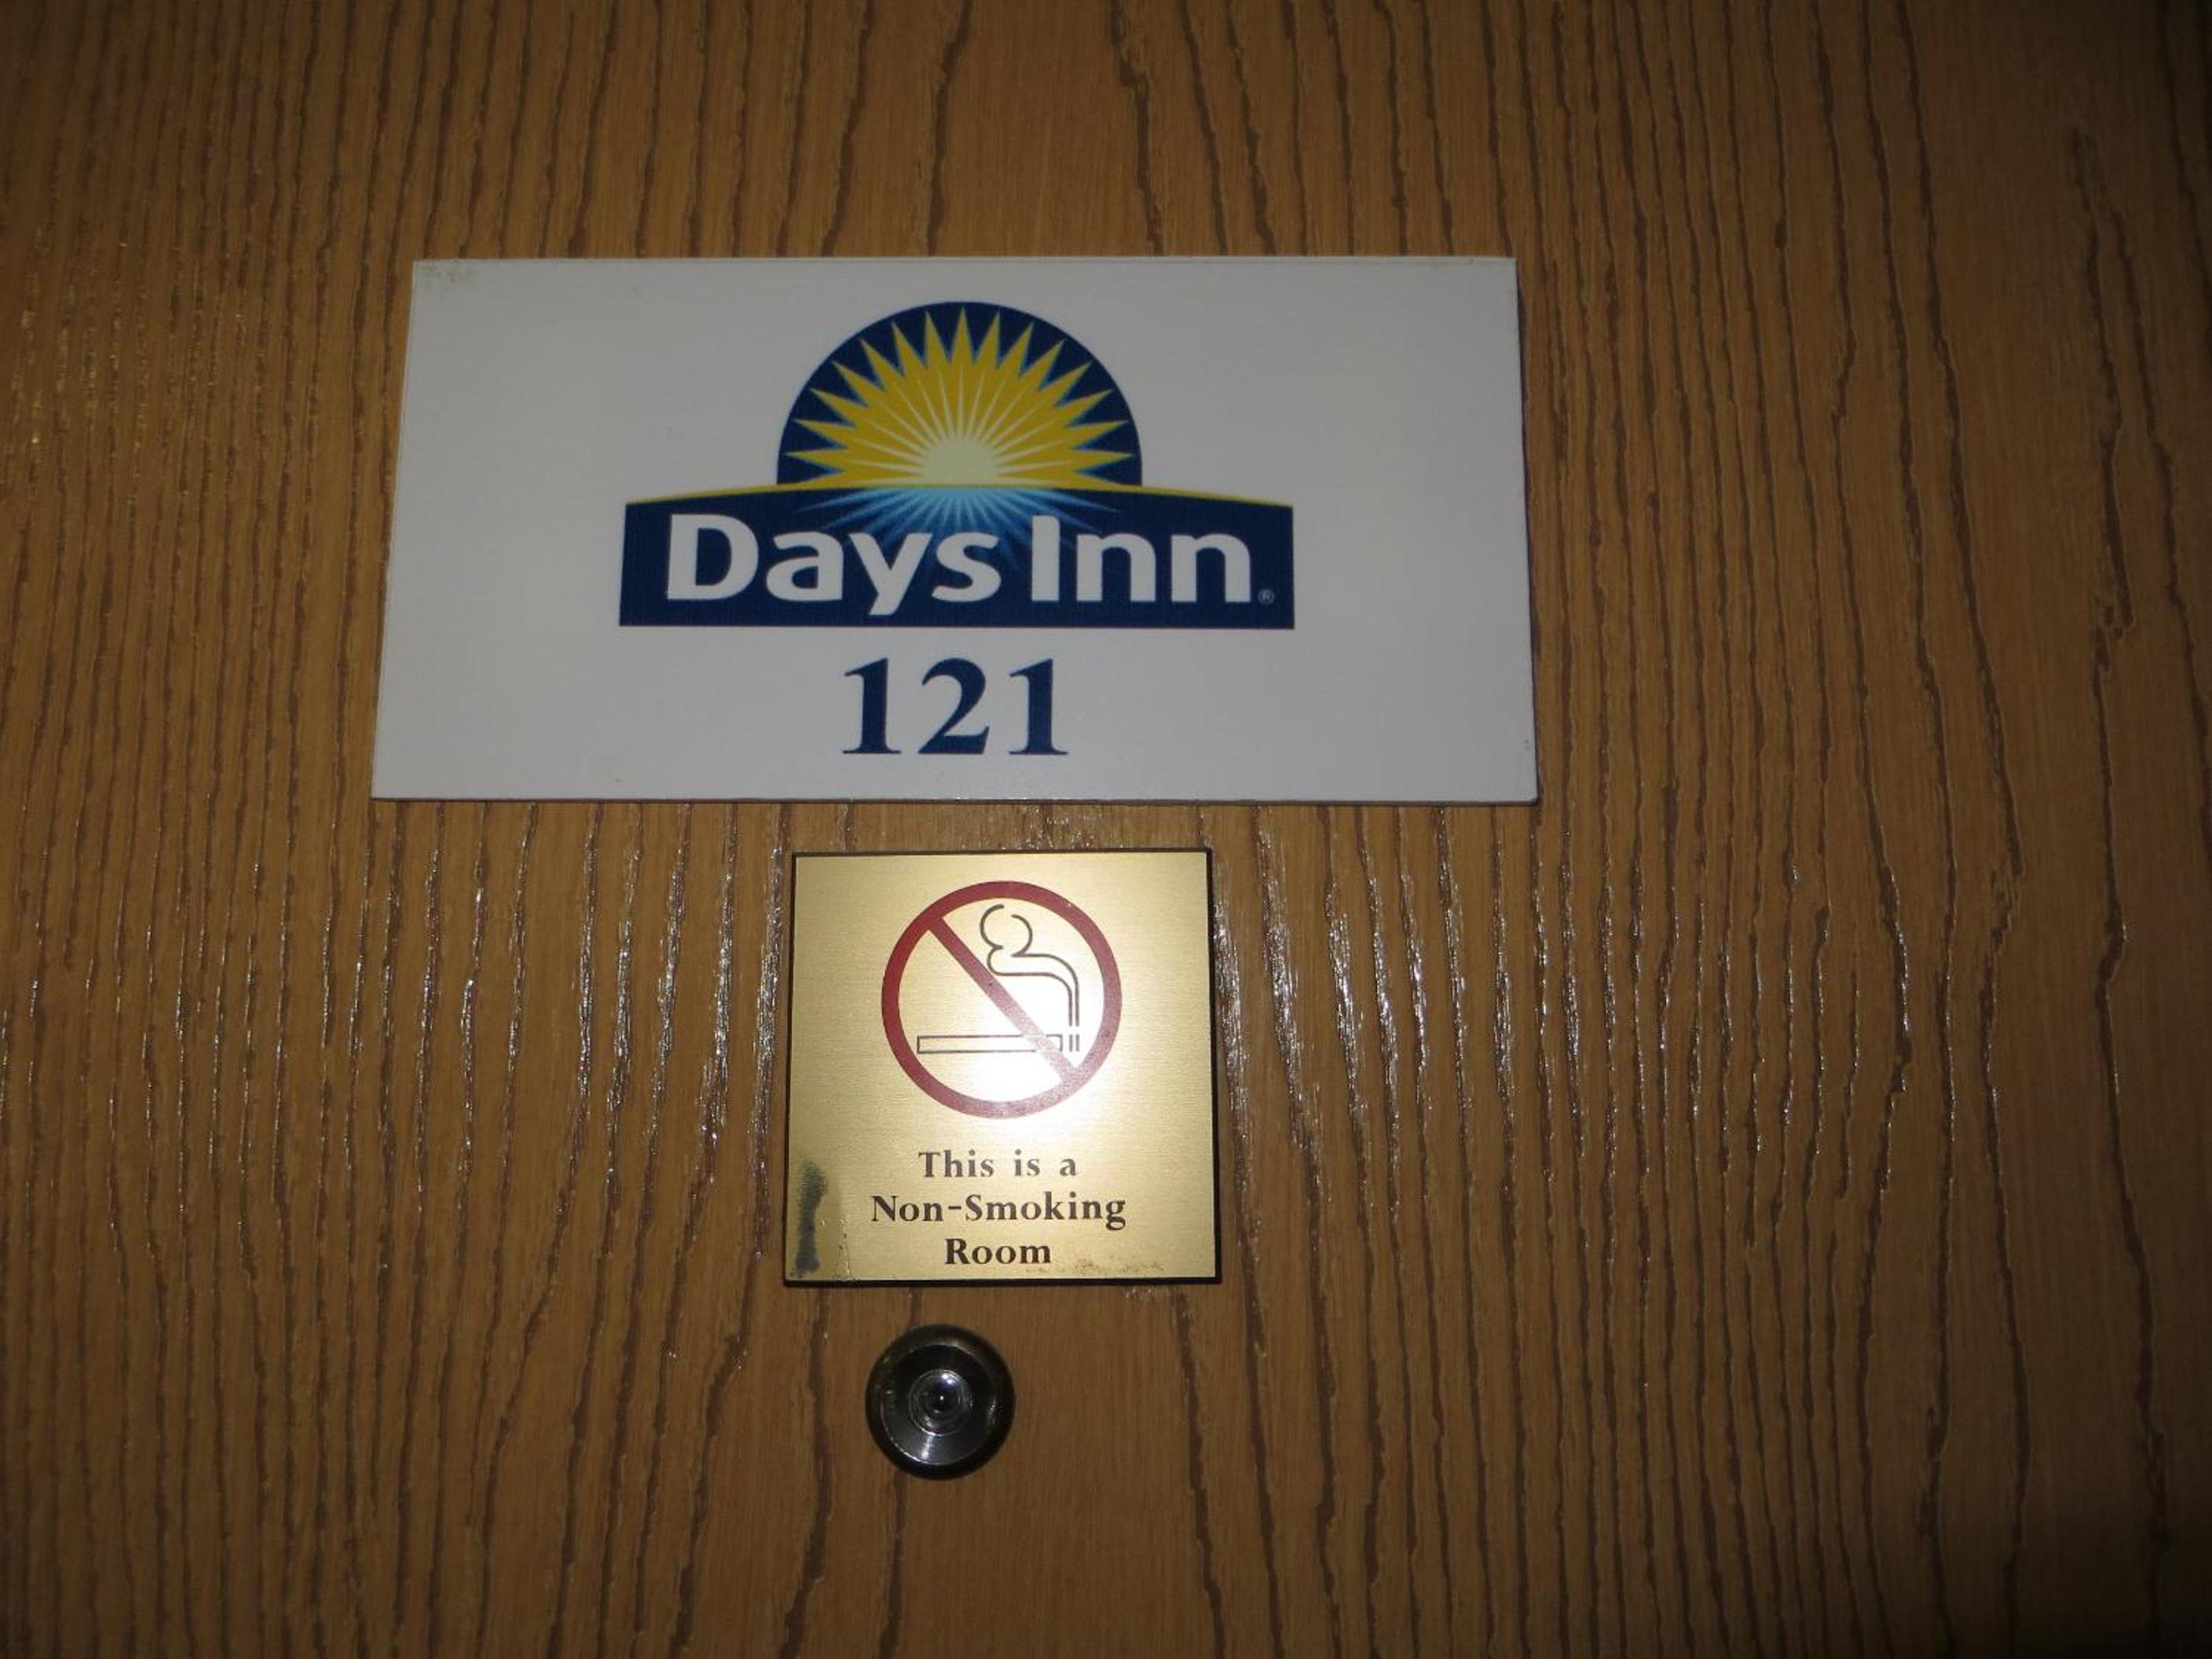 Days Inn®
121
This is a
Non-Smoking
Room